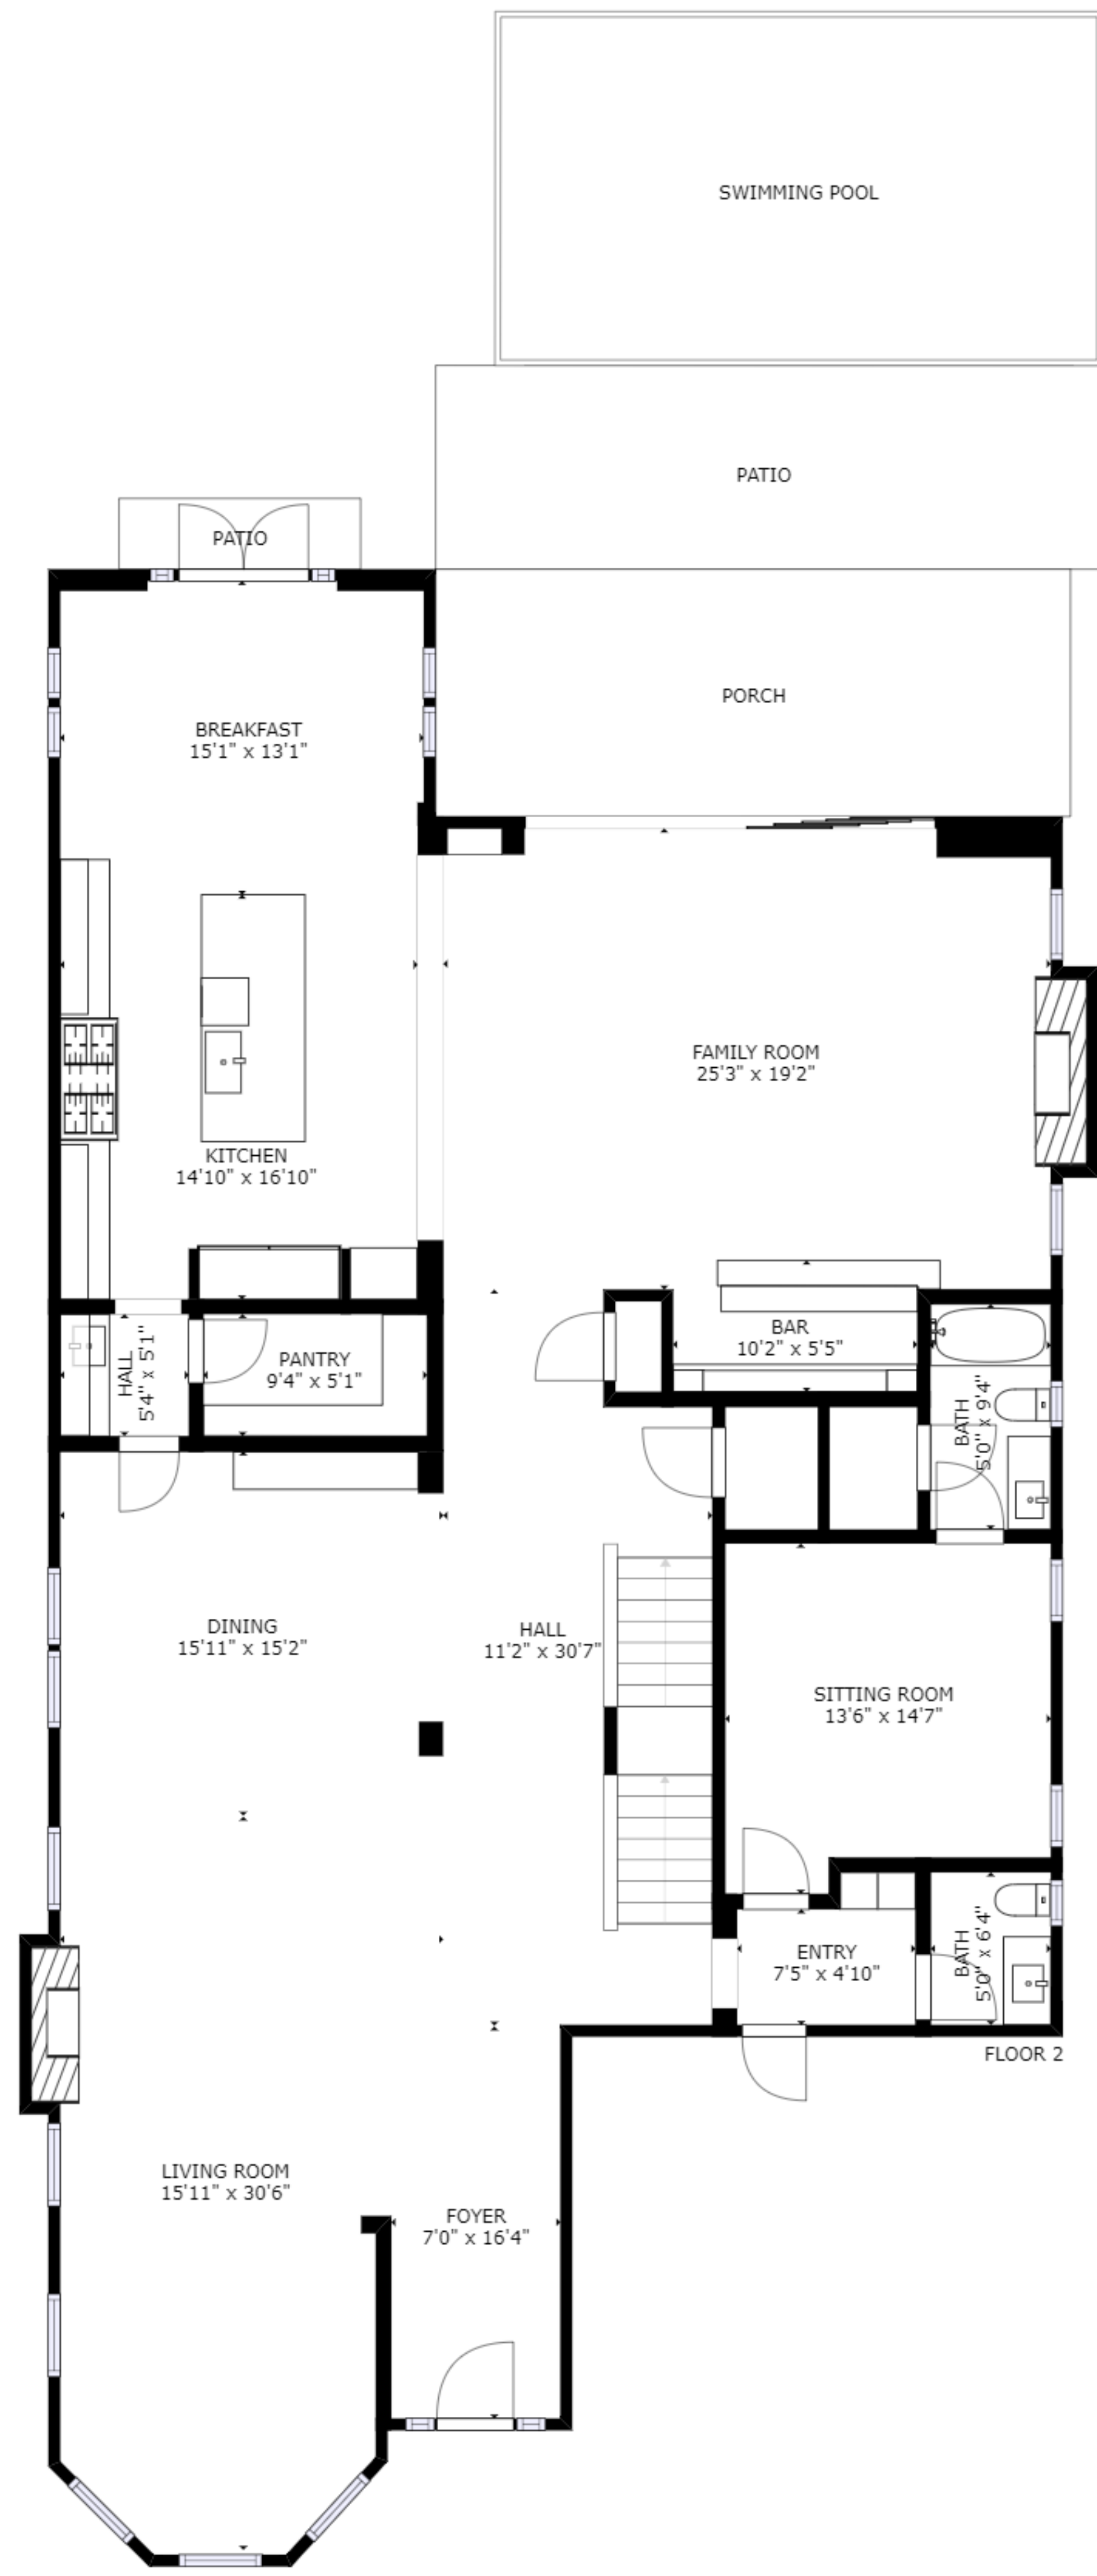 SWIMMING POOL
PATIO
PATIO
PORCH
BREAKFAST
15'1" x 13'1"
FAMILY ROOM
25'3" x 19'2"
KITCHEN
14'10" x 16'10"
HALL
5'4" x 5'1"
PANTRY
9'4" x 5'1"
BAR
10'2" x 5'5"
BATH
5'0" x 9'4"
DINING
15'11" x 15'2"
HALL
11'2" x 30'7"
SITTING ROOM
13'6" x 14'7"
ENTRY
7'5" x 4'10"
BATH
5'0" x 6'4"
FLOOR 2
LIVING ROOM
15'11" x 30'6"
FOYER
7'0" x 16'4"